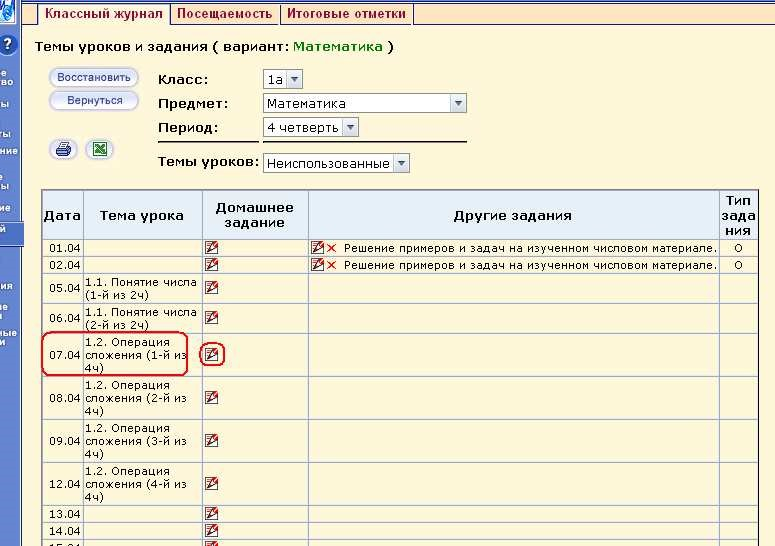 Классный журнал Посещаемость Итоговые отметки
Темы уроков и задания ( вариант: Математика )
Восстановить
Вернуться
Класс: 1а
Предмет: Математика
Период: 4 четверть
Темы уроков: Неиспользованные
Дата Тема урока Домашнее задание Другие задания Тип зада ния
01.04 Решение примеров и задач на изученном числовом материале. О
02.04 Решение примеров и задач на изученном числовом материале. О
05.04 1.1. Понятие числа
(1-й из 2ч)
06.04 1.1. Понятие числа
(2-й из 2ч)
07.04 1.2. Операция
сложения (1-й из
4ч)
08.04 1.2. Операция
сложения (2-й из
4ч)
09.04 1.2. Операция
сложения (3-й из
4ч)
12.04 1.2. Операция
сложения (4-й из
4ч)
13.04
14.04